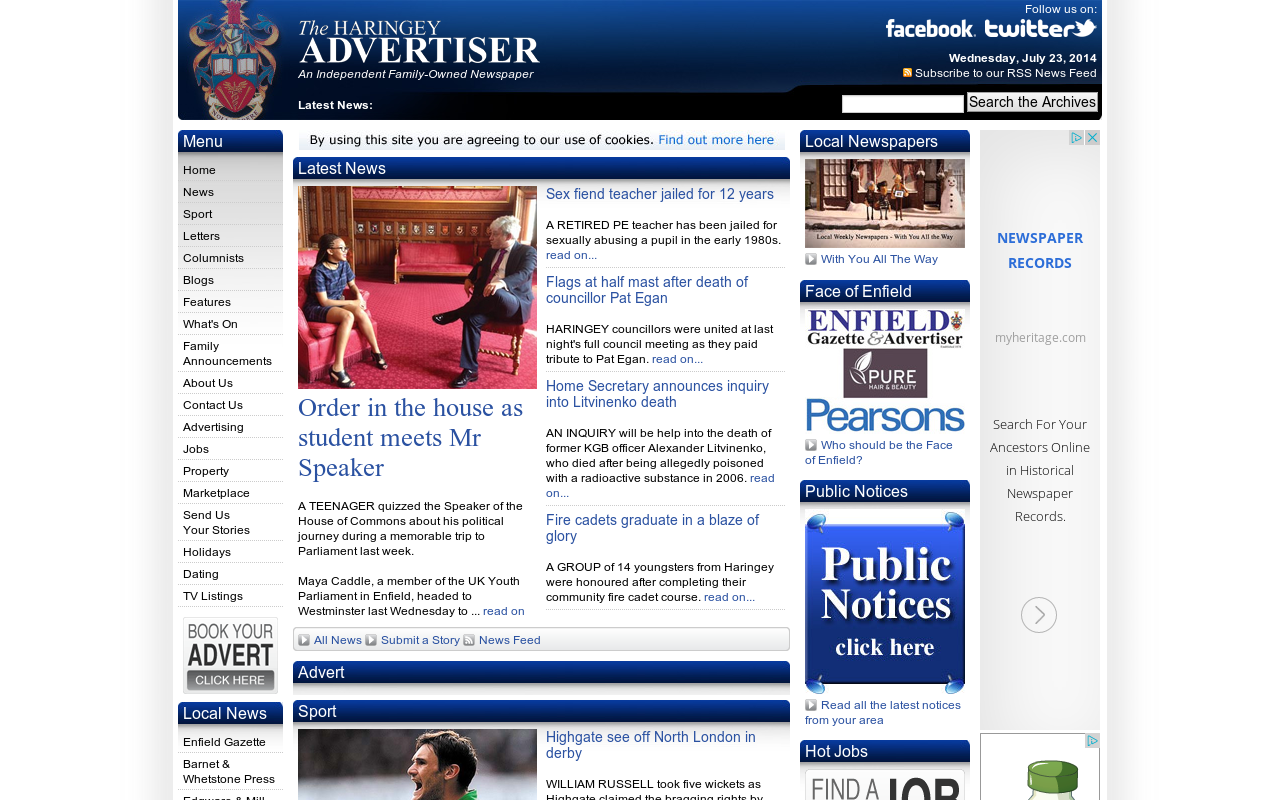 Follow us on:
facebook. twitter
The HARINGEY
ADVERTISER
An Independent Family-Owned Newspaper
Wednesday, July 23, 2014
Subscribe to our RSS News Feed
Latest News:
Search the Archives
Menu
Home
News
Sport
Letters
Columnists
Blogs
Features
What's On
Family
Announcements
About Us
Contact Us
Advertising
Jobs
Property
Marketplace
Send Us
Your Stories
Holidays
Dating
TV Listings
BOOK YOUR
ADVERT
CLICK HERE
Local News
Enfield Gazette
Barnet &
Whetstone Press
By using this site you are agreeing to our use of cookies. Find out more here
Latest News
Order in the house as
student meets Mr
Speaker
A TEENAGER quizzed the Speaker of the
House of Commons about his political
journey during a memorable trip to
Parliament last week.
Maya Caddle, a member of the UK Youth
Parliament in Enfield, headed to
Westminster last Wednesday to ... read on
Sex fiend teacher jailed for 12 years
A RETIRED PE teacher has been jailed for
sexually abusing a pupil in the early 1980s.
read on...
Flags at half mast after death of
councillor Pat Egan
HARINGEY councillors were united at last
night's full council meeting as they paid
tribute to Pat Egan. read on...
Home Secretary announces inquiry
into Litvinenko death
AN INQUIRY will be help into the death of
former KGB officer Alexander Litvinenko,
who died after being allegedly poisoned
with a radioactive substance in 2006. read
on...
Fire cadets graduate in a blaze of
glory
A GROUP of 14 youngsters from Haringey
were honoured after completing their
community fire cadet course. read on...
All News Submit a Story News Feed
Advert
Sport
Highgate see off North London in
derby
WILLIAM RUSSELL took five wickets as
Highgate claimed the bragging rights by
Local Newspapers
Local Weekly Newspapers - With You All the Way
With You All The Way
Face of Enfield
ENFIELD
Gazette & Advertiser
PURE
HAIR & BEAUTY
Pearsons
Who should be the Face
of Enfield?
Public Notices
Public
Notices
click here
Read all the latest notices
from your area
Hot Jobs
FIND A JOB
NEWSPAPER
RECORDS
myheritage.com
Search For Your
Ancestors Online
in Historical
Newspaper
Records.